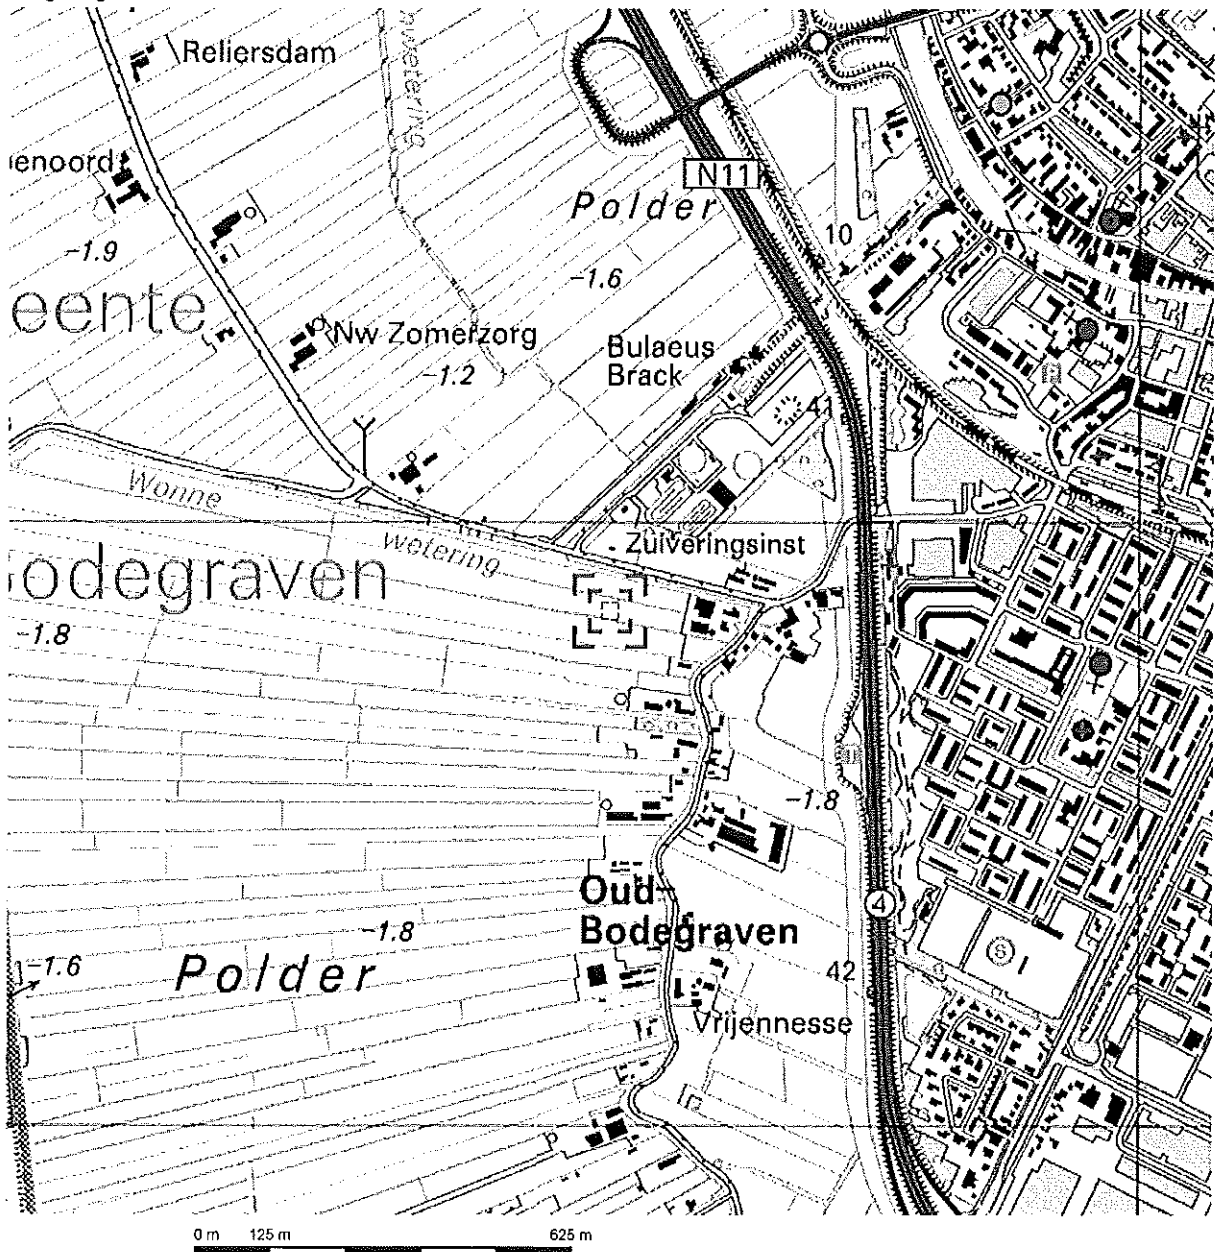 Reliersdam
wetering
enoord
N11
Polder
10
-1.9
-1.6
eente
Nw Zomerzorg
Bulaeus
Brack
-1.2
41
Wonne
Wetering
Zuiveringsinst
odegraven
-1.8
-1.8
Oud-
Bodegraven
4
-1.8
-1.6
Polder
42
S
Vrijennesse
0 m 125 m 625 m